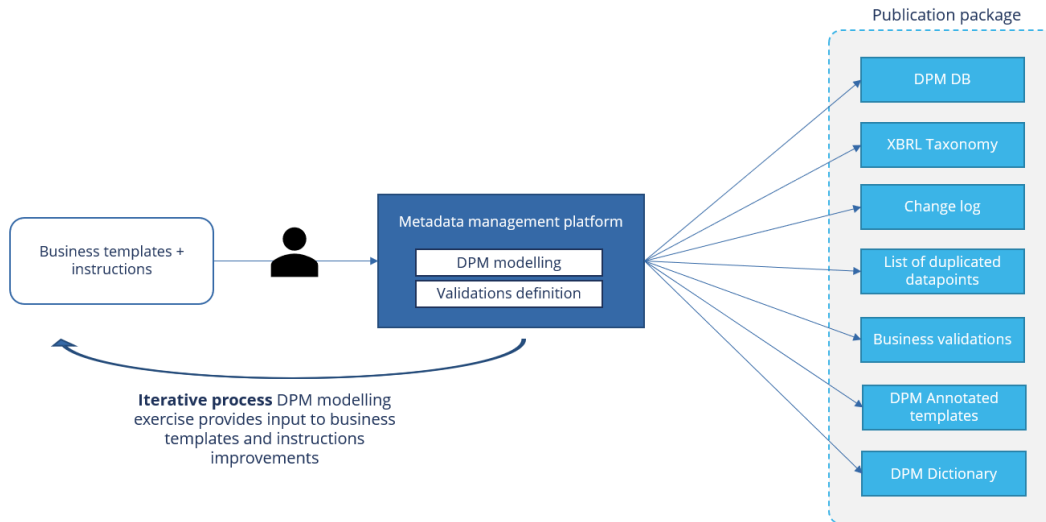 Publication package
DPM DB
XBRL Taxonomy
Change log
List of duplicated
datapoints
Business validations
DPM Annotated
templates
DPM Dictionary
Metadata management platform
DPM modelling
Validations definition
Business templates +
instructions
Iterative process DPM modelling
exercise provides input to business
templates and instructions
improvements